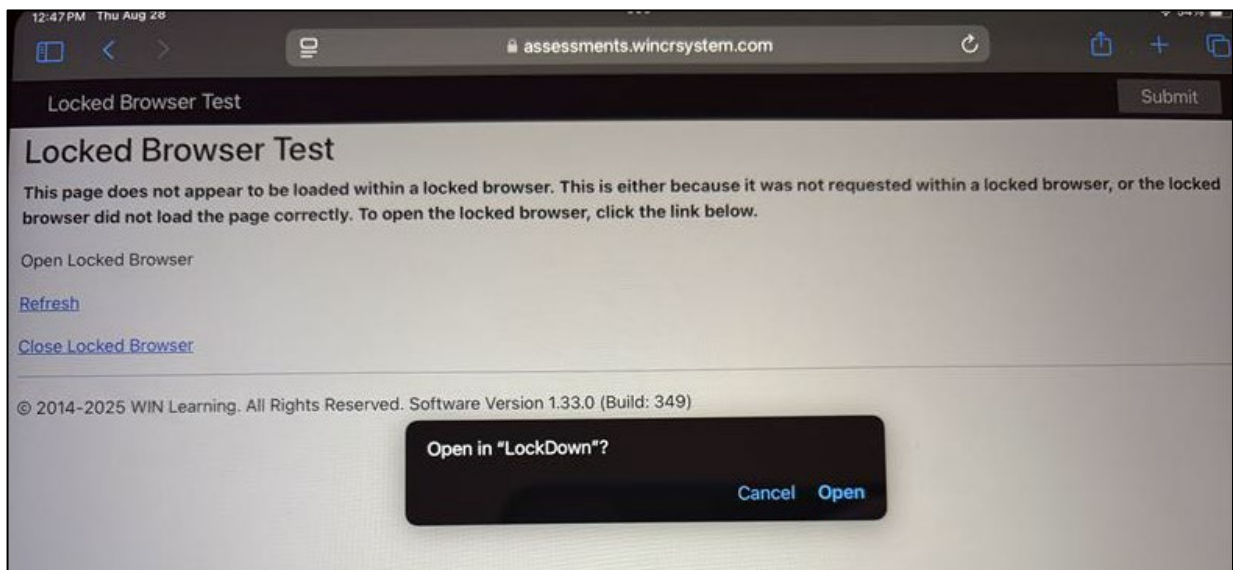 12:47 PM Thu Aug 28
assessments.wincrsystem.com
Locked Browser Test
Submit
Locked Browser Test
This page does not appear to be loaded within a locked browser. This is either because it was not requested within a locked browser, or the locked
browser did not load the page correctly. To open the locked browser, click the link below.
Open Locked Browser
Refresh
Close Locked Browser
© 2014-2025 WIN Learning. All Rights Reserved. Software Version 1.33.0 (Build: 349)
Open in “LockDown”?
Cancel Open